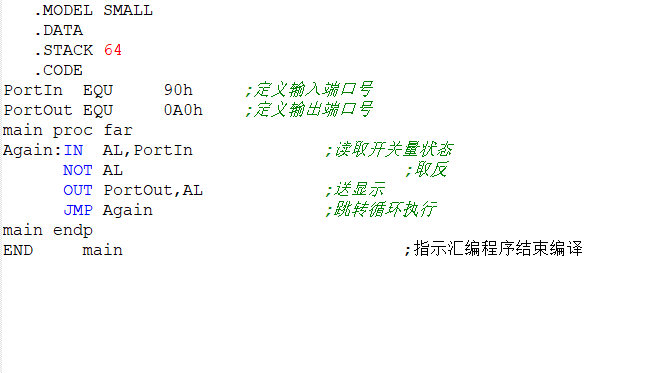 .MODEL SMALL
.DATA
.STACK 64
.CODE
PortIn EQU 90h ;定义输入端口号
PortOut EQU 0A0h ;定义输出端口号
main proc far
Again:IN AL,PortIn ;读取开关量状态
NOT AL ;取反
OUT PortOut,AL ;送显示
JMP Again ;跳转循环执行
main endp
END main ;指示汇编程序结束编译